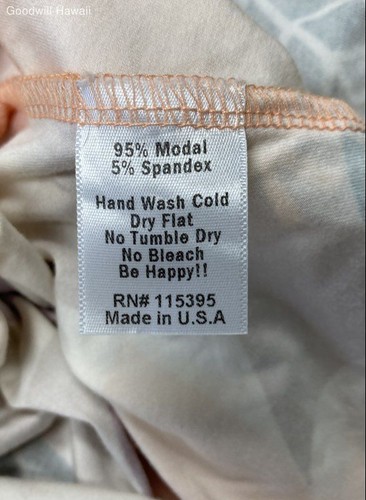 Goodwill Hawaii
95% Modal
5% Spandex
Hand Wash Cold
Dry Flat
No Tumble Dry
No Bleach
Be Happy!!
RN# 115395
Made in U.S.A